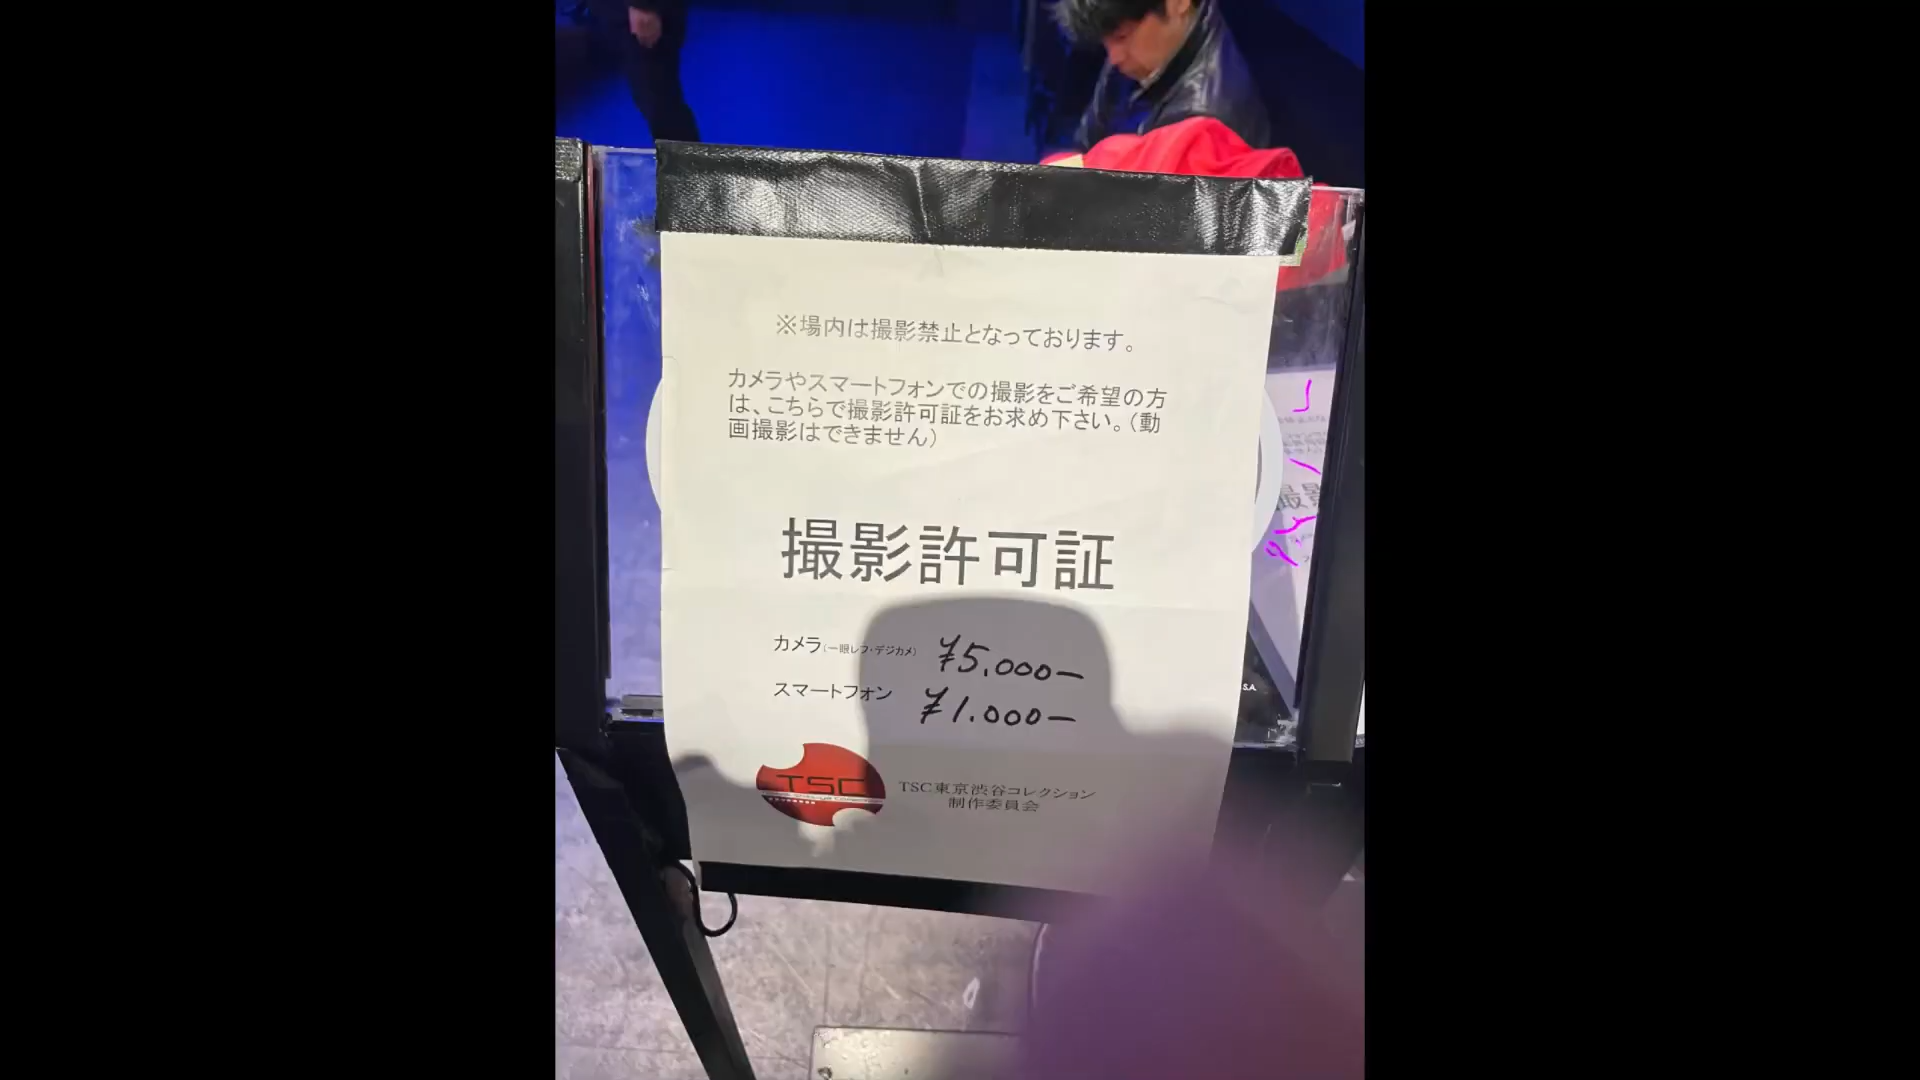 ※場内は撮影禁止となっております。
カメラやスマートフォンでの撮影をご希望の方
は、こちらで撮影許可証をお求め下さい。（動
画撮影はできません）
撮影許可証
カメラ（一眼レフ・デジカメ） ¥5,000-
スマートフォン ¥1,000-
TSC
TSC東京渋谷コレクション
制作委員会
撮影
S.A.